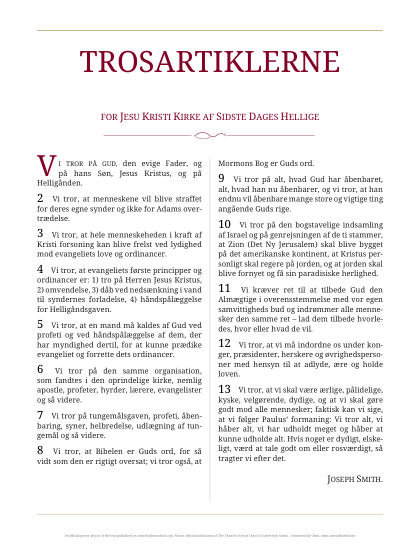 TROSARTIKLERNE
FOR JESU KRISTI KIRKE AF SIDSTE DAGES HELLIGE
VI TROR PÅ GUD, den evige Fader, og
på hans Søn, Jesus Kristus, og på
Helligånden.
2 Vi tror, at menneskene vil blive straffet
for deres egne synder og ikke for Adams over-
trædelse.
3 Vi tror, at hele menneskeheden i kraft af
Kristi forsoning kan blive frelst ved lydighed
mod evangeliets love og ordinancer.
4 Vi tror, at evangeliets første principper og
ordinancer er: 1) tro på Herren Jesus Kristus,
2) omvendelse, 3) dåb ved nedsænkning i vand
til syndernes forladelse, 4) håndspålæggelse
for Helligåndsgaven.
5 Vi tror, at en mand må kaldes af Gud ved
profeti og ved håndspålæggelse af dem, der
har myndighed dertil, for at kunne prædike
evangeliet og forrette dets ordinancer.
6 Vi tror på den samme organisation,
som fandtes i den oprindelige kirke, nemlig
apostle, profeter, hyrder, lærere, evangelister
og så videre.
7 Vi tror på tungemålsgaven, profeti, åben-
baring, syner, helbredelse, udlægning af tun-
gemål og så videre.
8 Vi tror, at Bibelen er Guds ord, for så
vidt som den er rigtigt oversat; vi tror også, at
Mormons Bog er Guds ord.
9 Vi tror på alt, hvad Gud har åbenbaret,
alt, hvad han nu åbenbarer, og vi tror, at han
endnu vil åbenbare mange store og vigtige ting
angående Guds rige.
10 Vi tror på den bogstavelige indsamling
af Israel og på genrejsningen af de ti stammer,
at Zion (Det Ny Jerusalem) skal blive bygget
på det amerikanske kontinent, at Kristus per-
sonligt skal regere på jorden, og at jorden skal
blive fornyet og få sin paradisiske herlighed.
11 Vi kræver ret til at tilbede Gud den
Almægtige i overensstemmelse med vor egen
samvittigheds bud og indrømmer alle menne-
sker den samme ret – lad dem tilbede hvorle-
des, hvor eller hvad de vil.
12 Vi tror, at vi må indordne os under kon-
ger, præsidenter, herskere og øvrighedsperso-
ner med hensyn til at adlyde, ære og holde
loven.
13 Vi tror, at vi skal være ærlige, pålidelige,
kyske, velgørende, dydige, og at vi skal gøre
godt mod alle mennesker; faktisk kan vi sige,
at vi følger Paulus' formaning: Vi tror alt, vi
håber alt, vi har udholdt meget og håber at
kunne udholde alt. Hvis noget er dydigt, elske-
ligt, værd at tale godt om eller rosværdigt, så
tragter vi efter det.
JOSEPH SMITH.